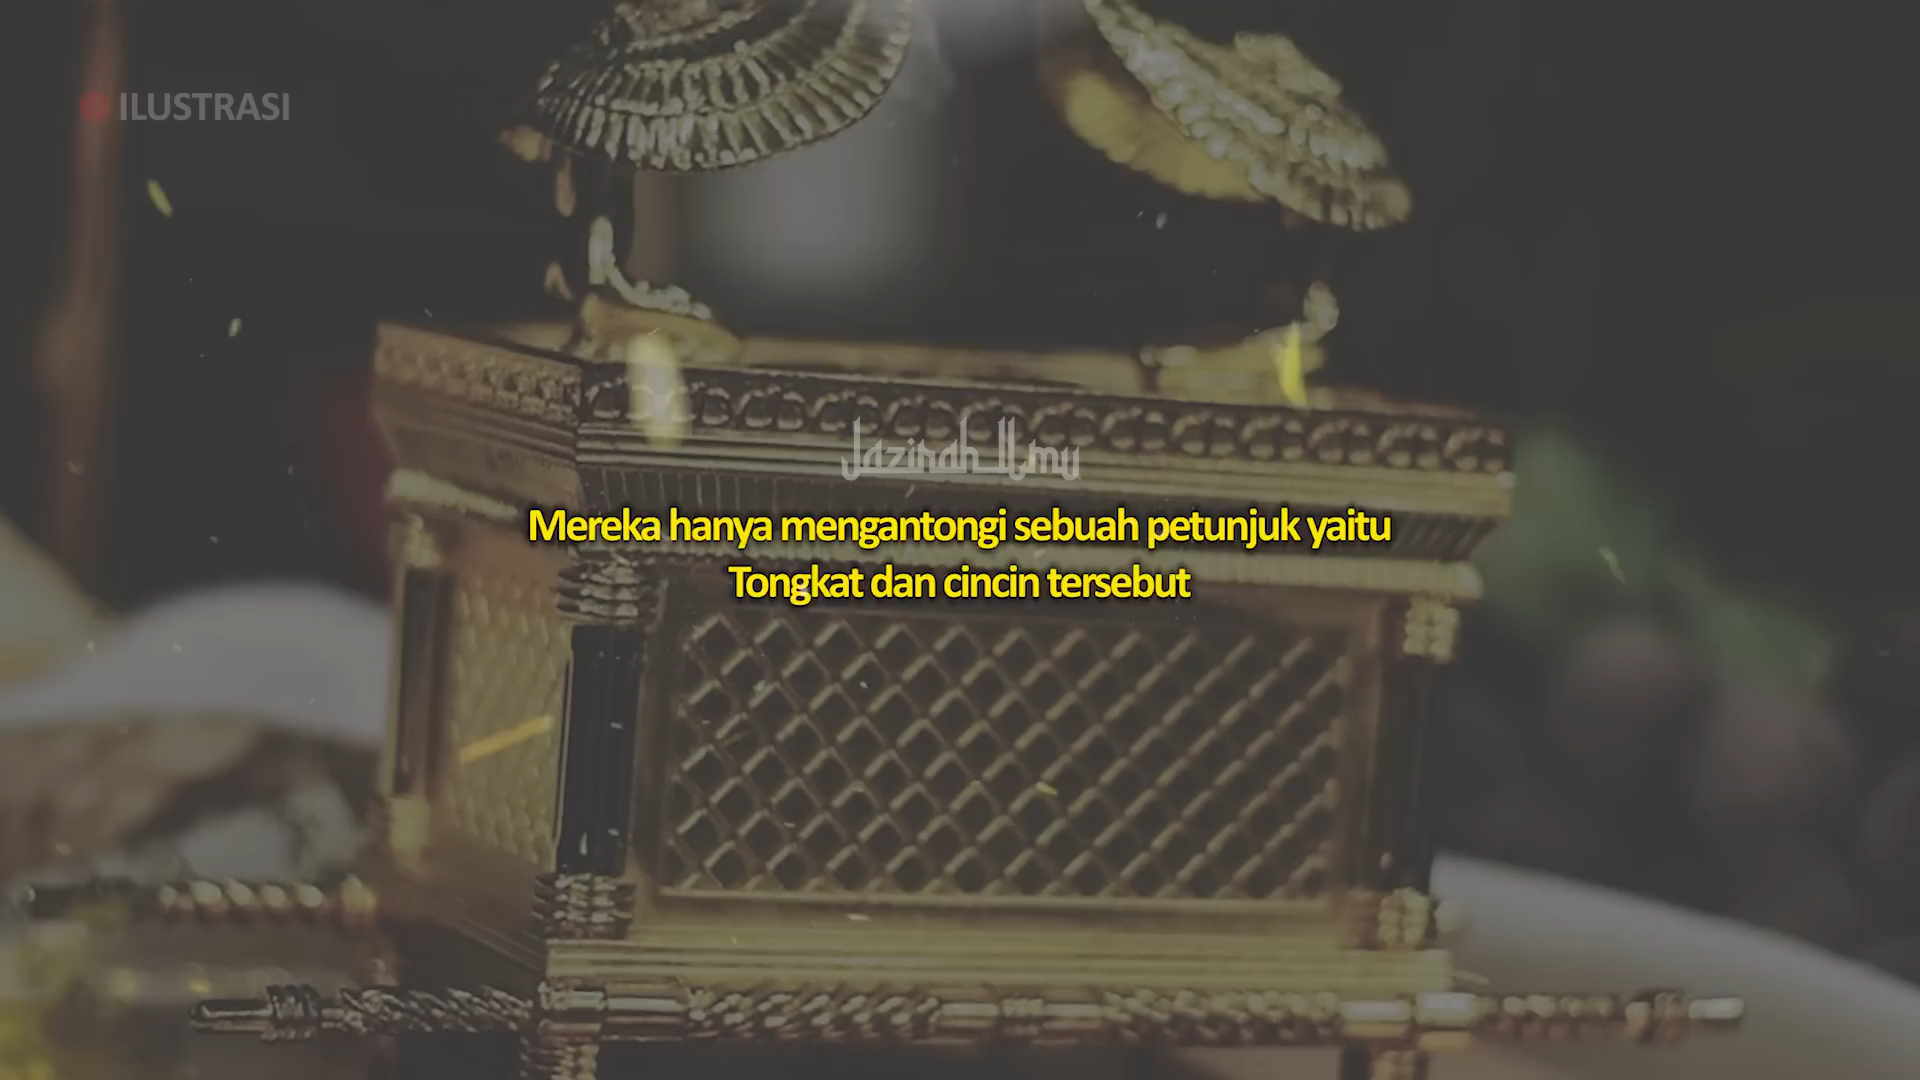 ILUSTRASI
Jazirah Ilmu
Mereka hanya mengantongi sebuah petunjuk yaitu
Tongkat dan cincin tersebut